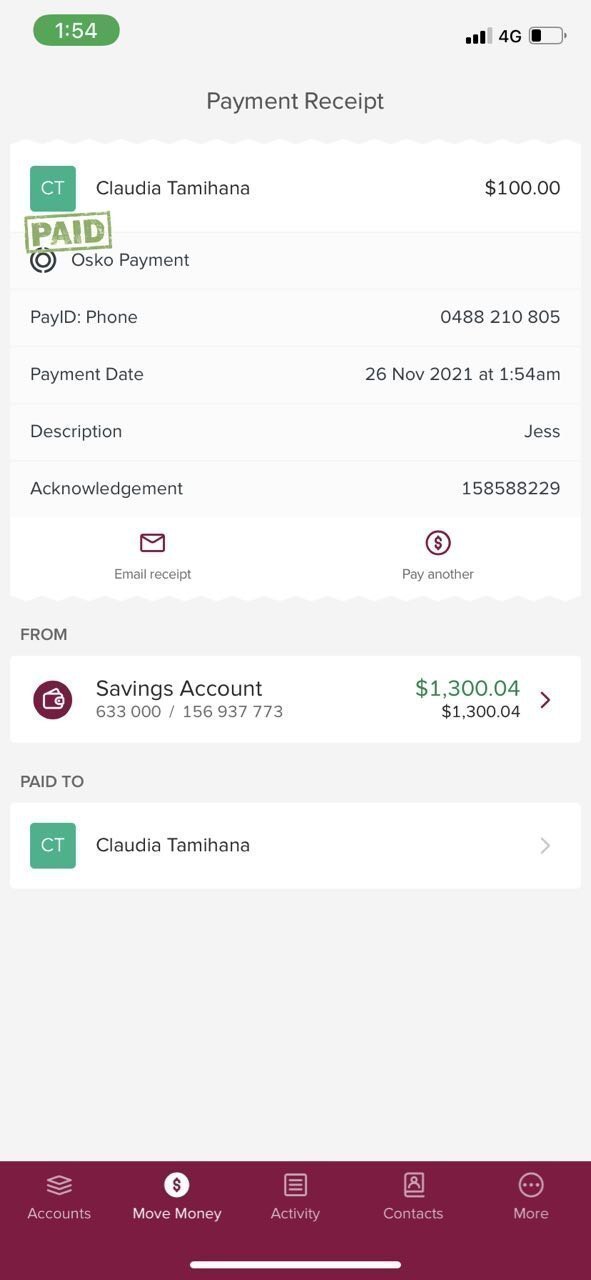 1:54
4G
Payment Receipt
CT Claudia Tamihana $100.00
PAID
Osko Payment
PayID: Phone 0488 210 805
Payment Date 26 Nov 2021 at 1:54am
Description Jess
Acknowledgement 158588229
Email receipt Pay another
FROM
Savings Account $1,300.04
633 000 / 156 937 773 $1,300.04
PAID TO
CT Claudia Tamihana
Accounts Move Money Activity Contacts More